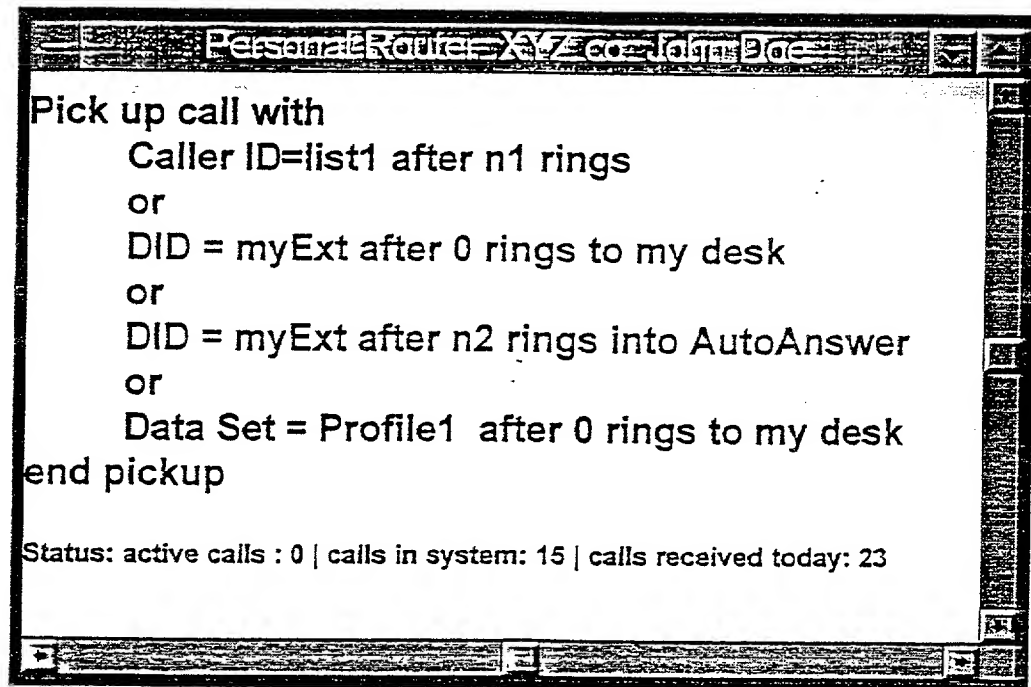 Personal Router XYZ co John Doe
Pick up call with
Caller ID=list1 after n1 rings
or
DID = myExt after 0 rings to my desk
or
DID = myExt after n2 rings into AutoAnswer
or
Data Set = Profile1 after 0 rings to my desk
end pickup
Status: active calls : 0 | calls in system: 15 | calls received today: 23